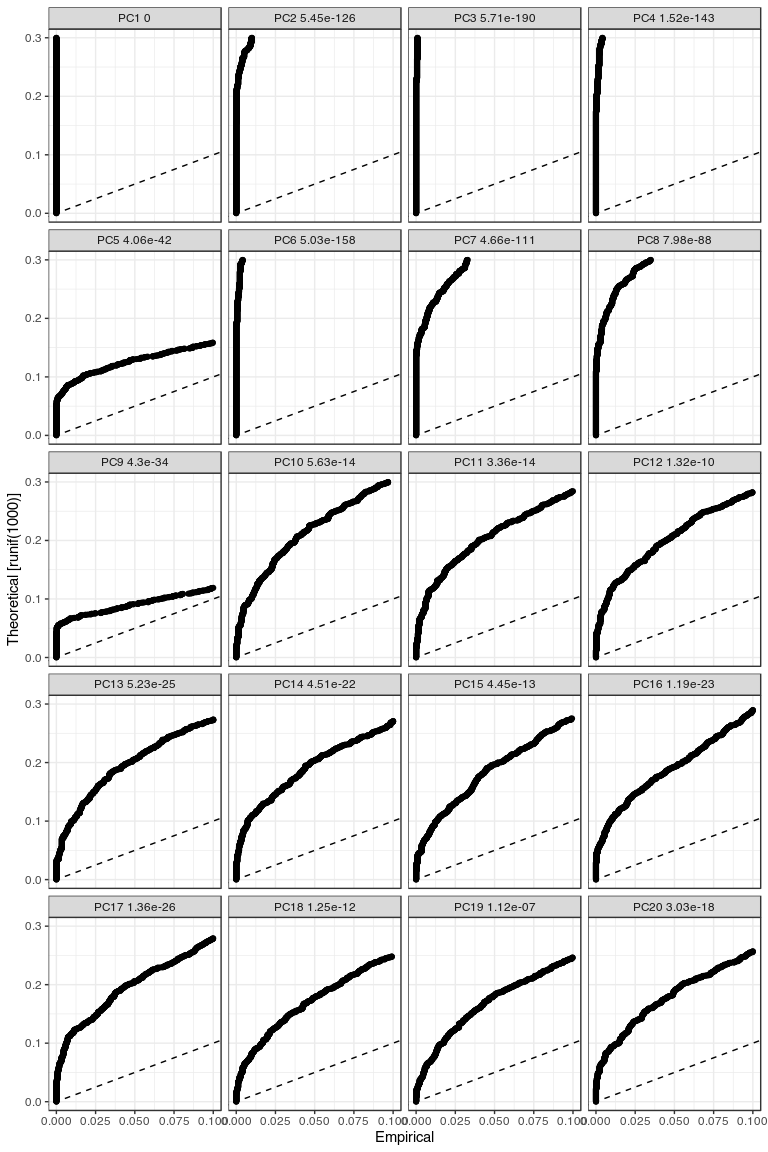 PC1 0
PC2 5.45e-126
PC3 5.71e-190
PC4 1.52e-143
0.3
0.2
0.1
0.0
PC5 4.06e-42
PC6 5.03e-158
PC7 4.66e-111
PC8 7.98e-88
0.3
0.2
0.1
0.0
PC9 4.3e-34
PC10 5.63e-14
PC11 3.36e-14
PC12 1.32e-10
0.3
0.2
0.1
0.0
Theoretical [runif(1000)]
PC13 5.23e-25
PC14 4.51e-22
PC15 4.45e-13
PC16 1.19e-23
0.3
0.2
0.1
0.0
PC17 1.36e-26
PC18 1.25e-12
PC19 1.12e-07
PC20 3.03e-18
0.3
0.2
0.1
0.0
0.000 0.025 0.050 0.075 0.100
0.000 0.025 0.050 0.075 0.100
0.000 0.025 0.050 0.075 0.100
0.000 0.025 0.050 0.075 0.100
Empirical